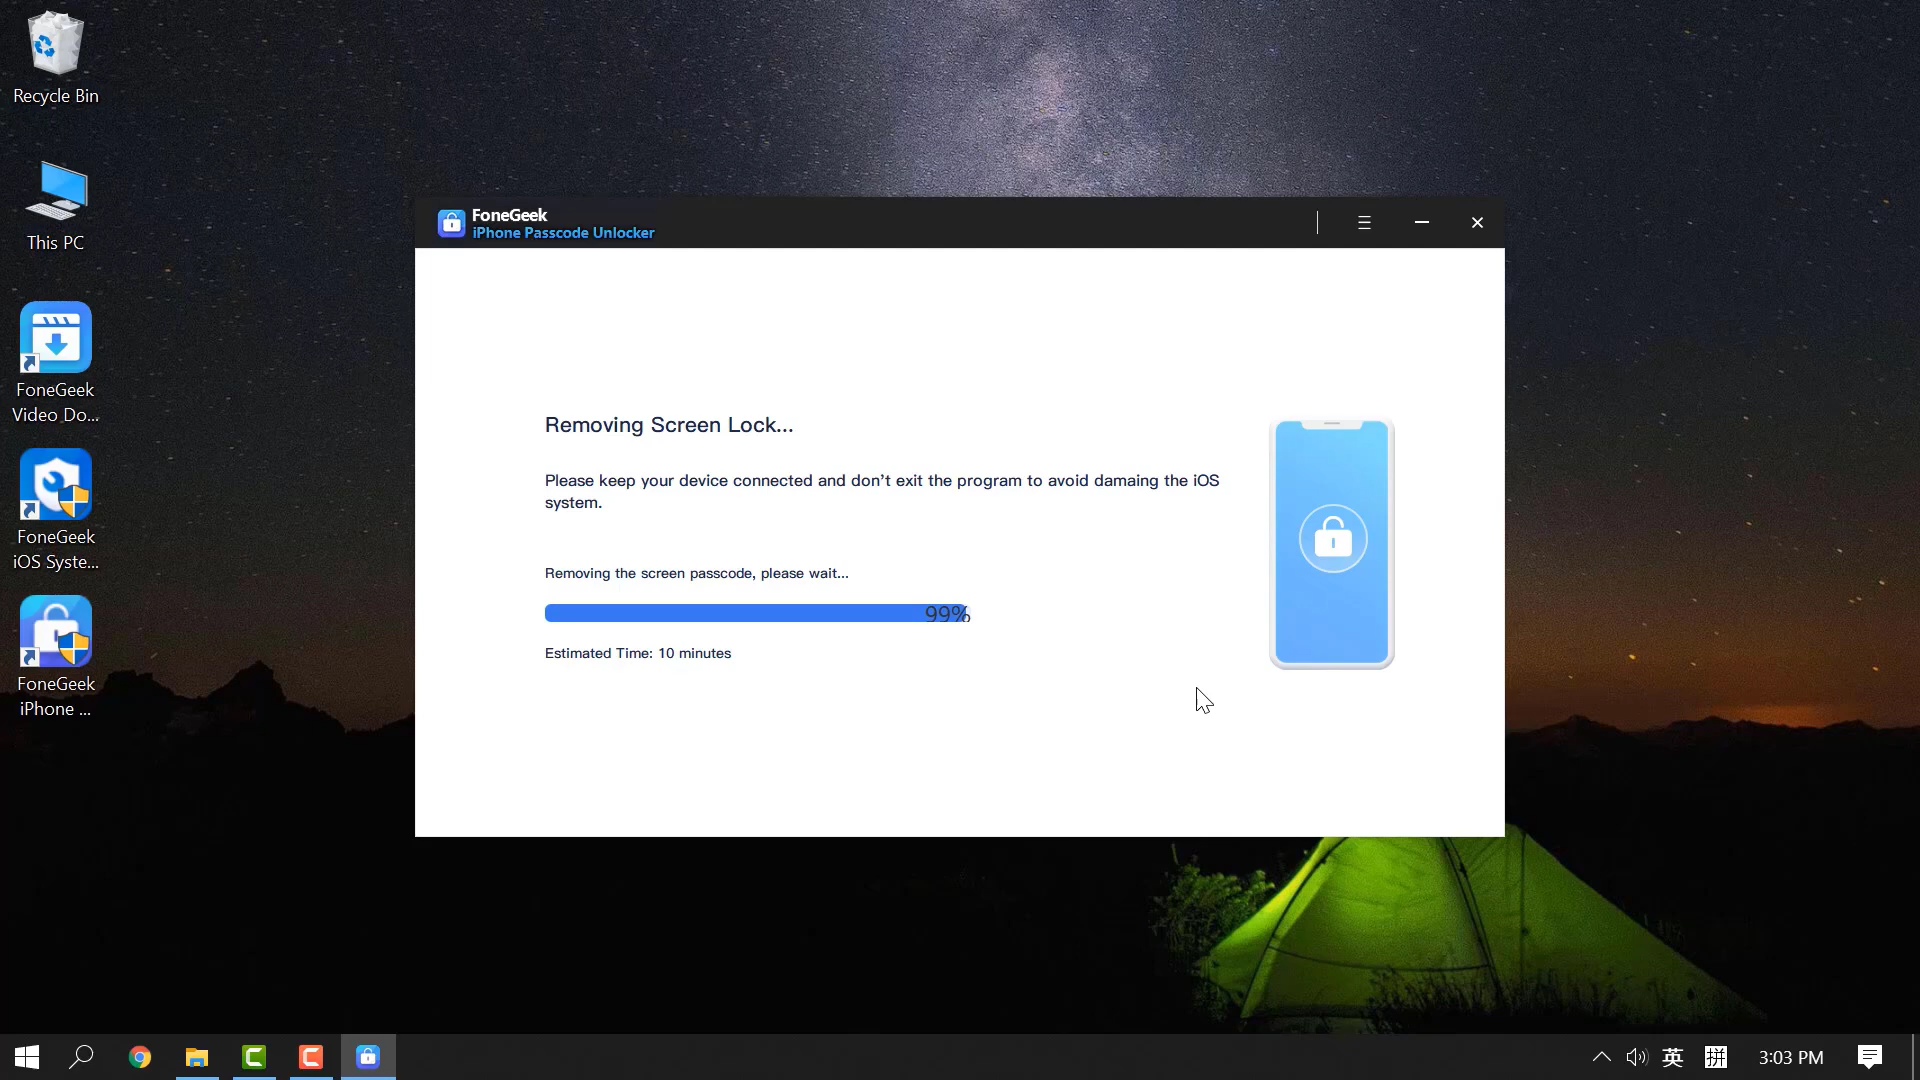 Recycle Bin
This PC
FoneGeek
Video Do...
FoneGeek
iOS Syste...
FoneGeek
iPhone ...
FoneGeek
iPhone Passcode Unlocker
Removing Screen Lock...
Please keep your device connected and don't exit the program to avoid damaing the iOS
system.
Removing the screen passcode, please wait...
99%
Estimated Time: 10 minutes
英
拼
3:03 PM